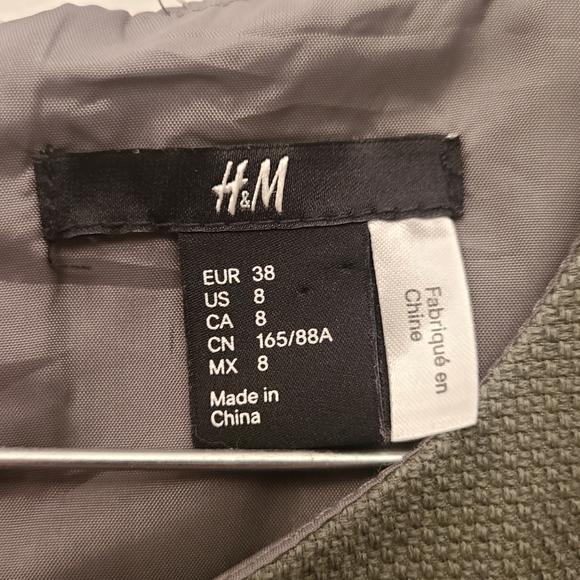 H&M
EUR 38
US 8
CA 8
CN 165/88A
MX 8
Made in
China
Fabriqué en
Chine